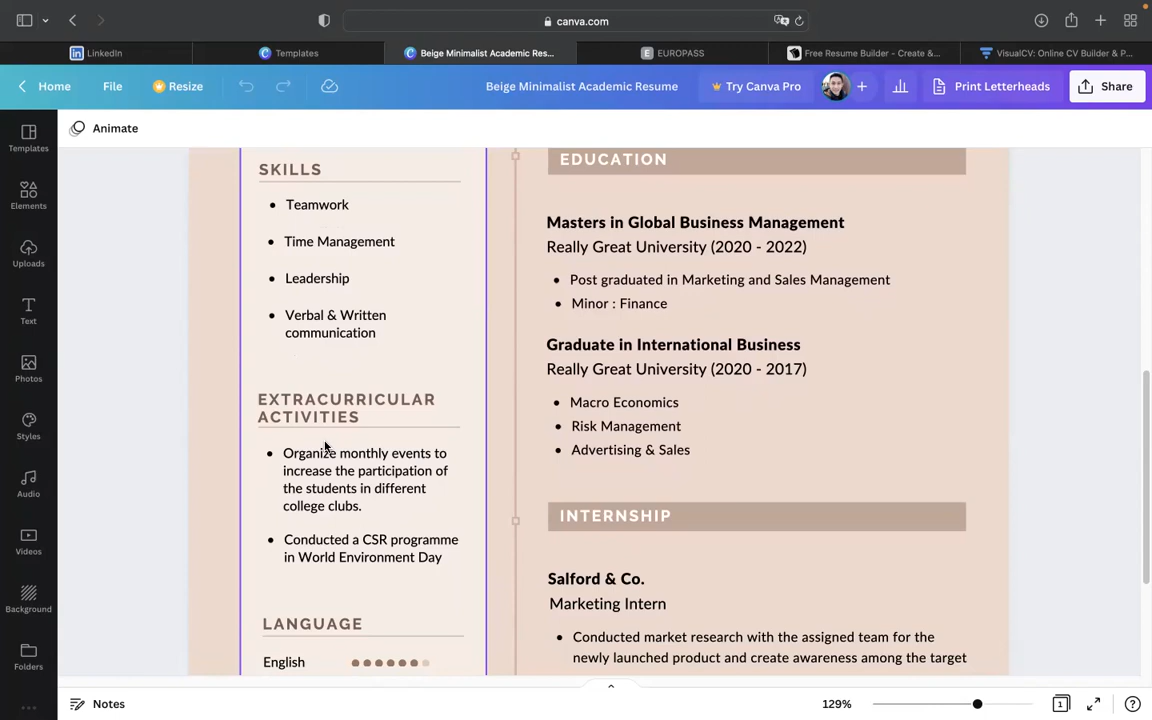 canva.com
LinkedIn
Templates
Beige Minimalist Academic Res...
EUROPASS
Free Resume Builder - Create &...
VisualCV: Online CV Builder & P...
Home
File
Resize
Beige Minimalist Academic Resume
Try Canva Pro
Print Letterheads
Share
Animate
Templates
Elements
Uploads
Text
Photos
Styles
Audio
Videos
Background
Folders
SKILLS
• Teamwork
• Time Management
• Leadership
• Verbal & Written
communication
EXTRACURRICULAR
ACTIVITIES
• Organize monthly events to
increase the participation of
the students in different
college clubs.
• Conducted a CSR programme
in World Environment Day
LANGUAGE
English
EDUCATION
Masters in Global Business Management
Really Great University (2020 - 2022)
• Post graduated in Marketing and Sales Management
• Minor : Finance
Graduate in International Business
Really Great University (2020 - 2017)
• Macro Economics
• Risk Management
• Advertising & Sales
INTERNSHIP
Salford & Co.
Marketing Intern
• Conducted market research with the assigned team for the
newly launched product and create awareness among the target
Notes
129%
1